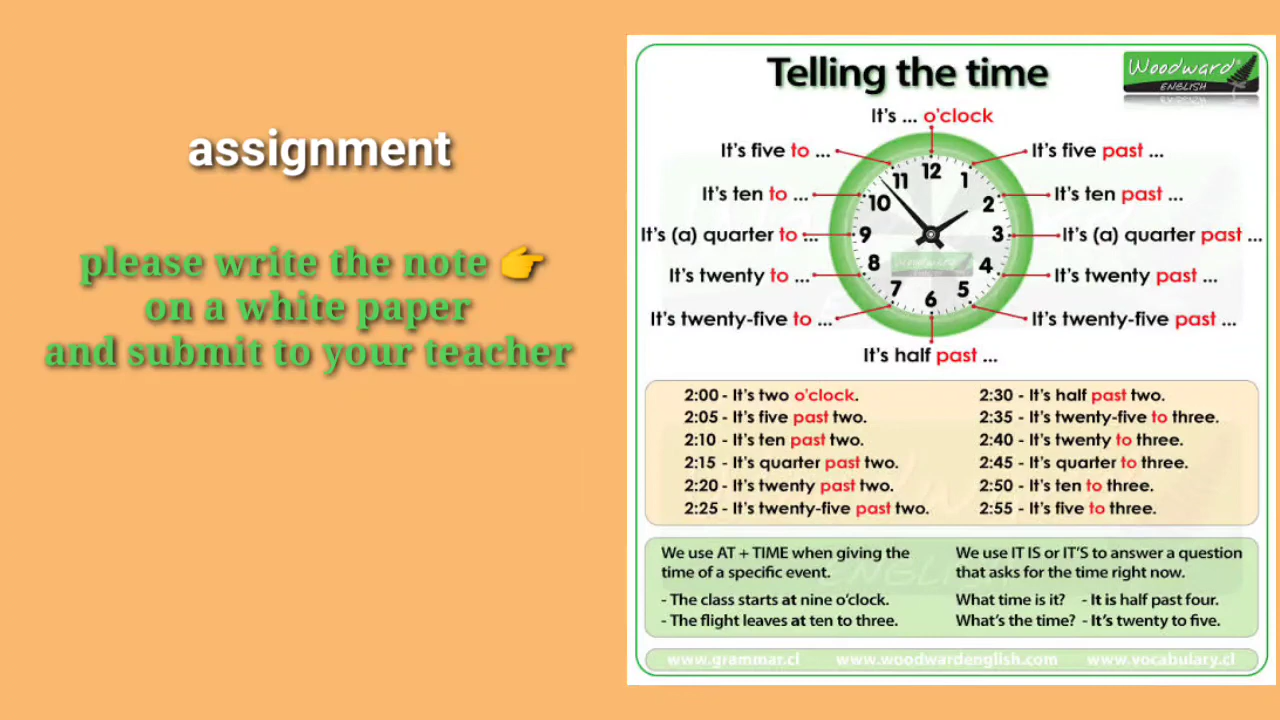 assignment
please write the note 👉
on a white paper
and submit to your teacher
Telling the time
Woodward®
ENGLISH
It's ... o'clock
It's five to ...
It's five past ...
It's ten to ...
It's ten past ...
It's (a) quarter to ...
It's (a) quarter past ...
It's twenty to ...
It's twenty past ...
It's twenty-five to ...
It's twenty-five past ...
It's half past ...
12
1
2
3
4
5
6
7
8
9
10
11
2:00 - It's two o'clock.
2:05 - It's five past two.
2:10 - It's ten past two.
2:15 - It's quarter past two.
2:20 - It's twenty past two.
2:25 - It's twenty-five past two.
2:30 - It's half past two.
2:35 - It's twenty-five to three.
2:40 - It's twenty to three.
2:45 - It's quarter to three.
2:50 - It's ten to three.
2:55 - It's five to three.
We use AT + TIME when giving the
time of a specific event.
- The class starts at nine o'clock.
- The flight leaves at ten to three.
We use IT IS or IT'S to answer a question
that asks for the time right now.
What time is it? - It is half past four.
What's the time? - It's twenty to five.
www.grammar.cl www.woodwardenglish.com www.vocabulary.cl